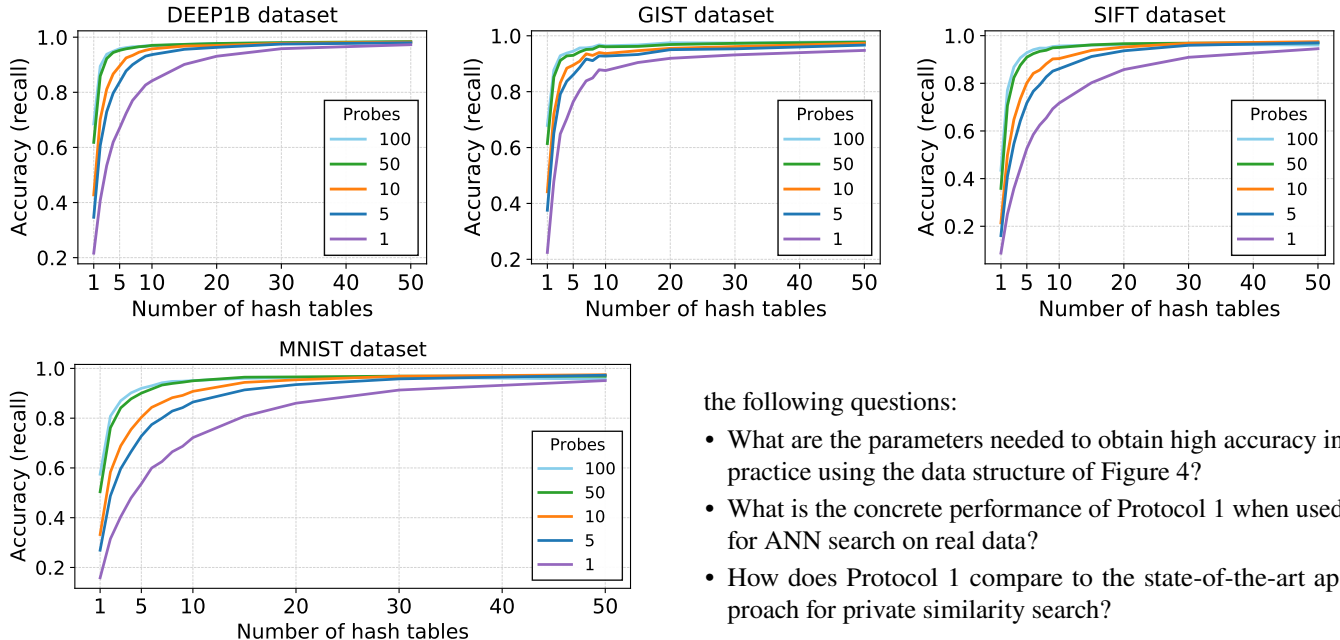 DEEP1B dataset
Accuracy (recall)
1.0
0.8
0.6
0.4
0.2
Probes
100
50
10
5
1
1 5 10 20 30 40 50
Number of hash tables
GIST dataset
Accuracy (recall)
1.0
0.8
0.6
0.4
0.2
Probes
100
50
10
5
1
1 5 10 20 30 40 50
Number of hash tables
SIFT dataset
Accuracy (recall)
1.0
0.8
0.6
0.4
0.2
Probes
100
50
10
5
1
1 5 10 20 30 40 50
Number of hash tables
MNIST dataset
Accuracy (recall)
1.0
0.8
0.6
0.4
0.2
Probes
100
50
10
5
1
1 5 10 20 30 40 50
Number of hash tables
the following questions:
• What are the parameters needed to obtain high accuracy in
practice using the data structure of Figure 4?
• What is the concrete performance of Protocol 1 when used
for ANN search on real data?
• How does Protocol 1 compare to the state-of-the-art ap-
proach for private similarity search?